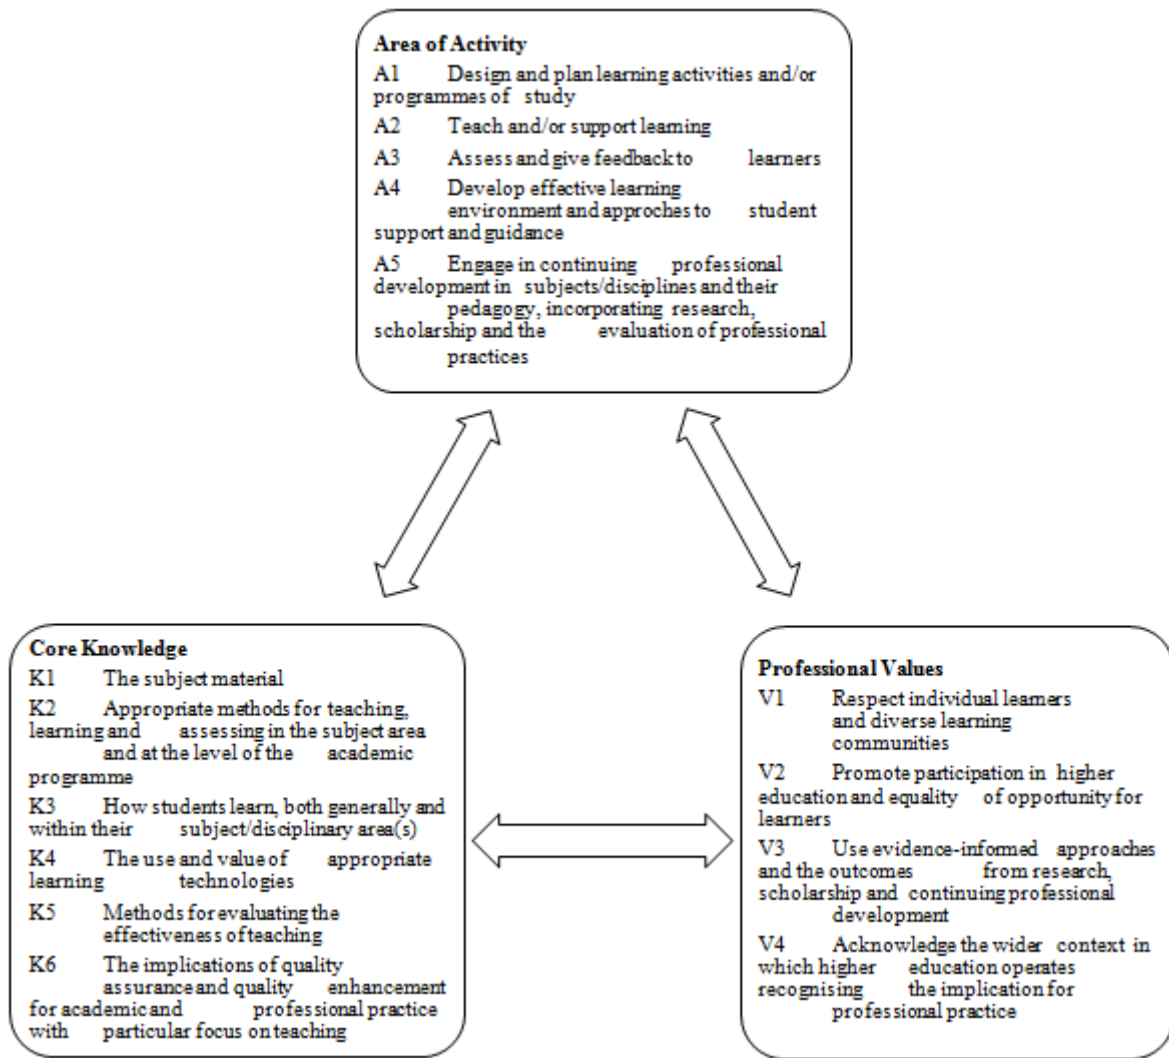 Area of Activity
A1 Design and plan learning activities and/or
programmes of study
A2 Teach and/or support learning
A3 Assess and give feedback to learners
A4 Develop effective learning
environment and approches to student
support and guidance
A5 Engage in continuing professional
development in subjects/disciplines and their
pedagogy, incorporating research,
scholarship and the evaluation of professional
practices
Core Knowledge
K1 The subject material
K2 Appropriate methods for teaching,
learning and assessing in the subject area
and at the level of the academic
programme
K3 How students learn, both generally and
within their subject/disciplinary area(s)
K4 The use and value of appropriate
learning technologies
K5 Methods for evaluating the
effectiveness of teaching
K6 The implications of quality
assurance and quality enhancement
for academic and professional practice
with particular focus on teaching
Professional Values
V1 Respect individual learners
and diverse learning
communities
V2 Promote participation in higher
education and equality of opportunity for
learners
V3 Use evidence-informed approaches
and the outcomes from research,
scholarship and continuing professional
development
V4 Acknowledge the wider context in
which higher education operates
recognising the implication for
professional practice